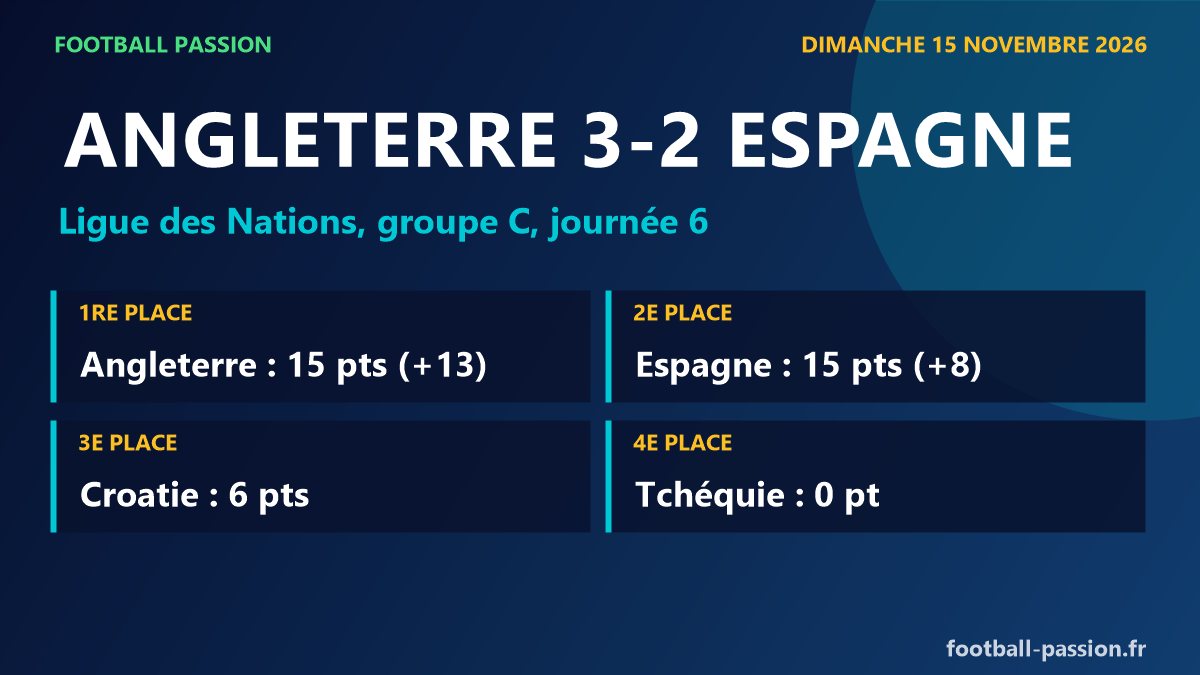 FOOTBALL PASSION
DIMANCHE 15 NOVEMBRE 2026
ANGLETERRE 3-2 ESPAGNE
Ligue des Nations, groupe C, journée 6
1RE PLACE
Angleterre : 15 pts (+13)
2E PLACE
Espagne : 15 pts (+8)
3E PLACE
Croatie : 6 pts
4E PLACE
Tchéquie : 0 pt
football-passion.fr